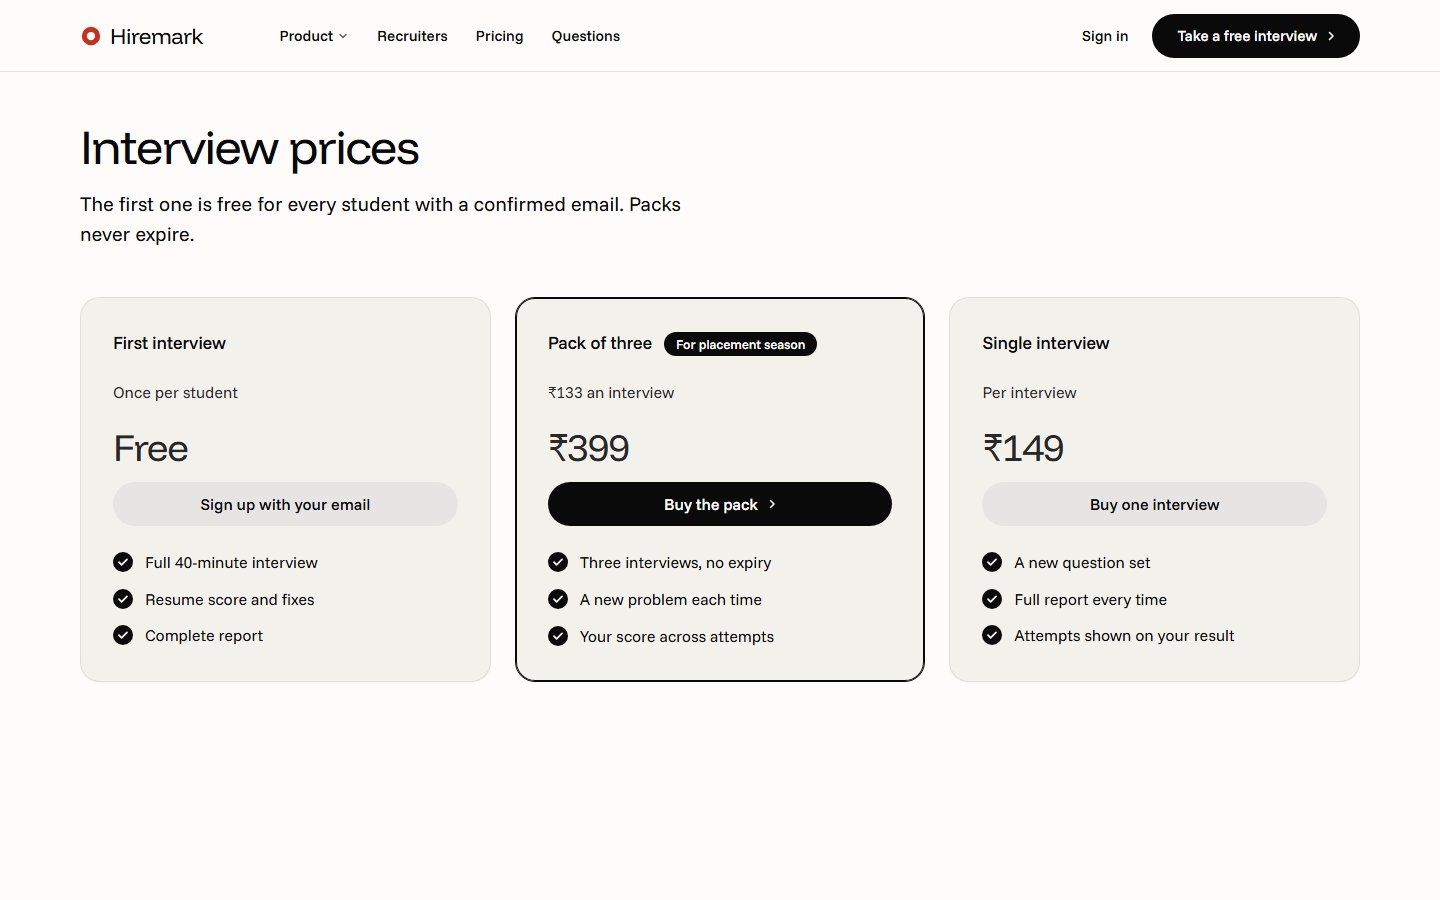 Hiremark
Product
Recruiters
Pricing
Questions
Sign in
Take a free interview
Interview prices
The first one is free for every student with a confirmed email. Packs
never expire.
First interview
Once per student
Free
Sign up with your email
Full 40-minute interview
Resume score and fixes
Complete report
Pack of three
For placement season
₹133 an interview
₹399
Buy the pack
Three interviews, no expiry
A new problem each time
Your score across attempts
Single interview
Per interview
₹149
Buy one interview
A new question set
Full report every time
Attempts shown on your result